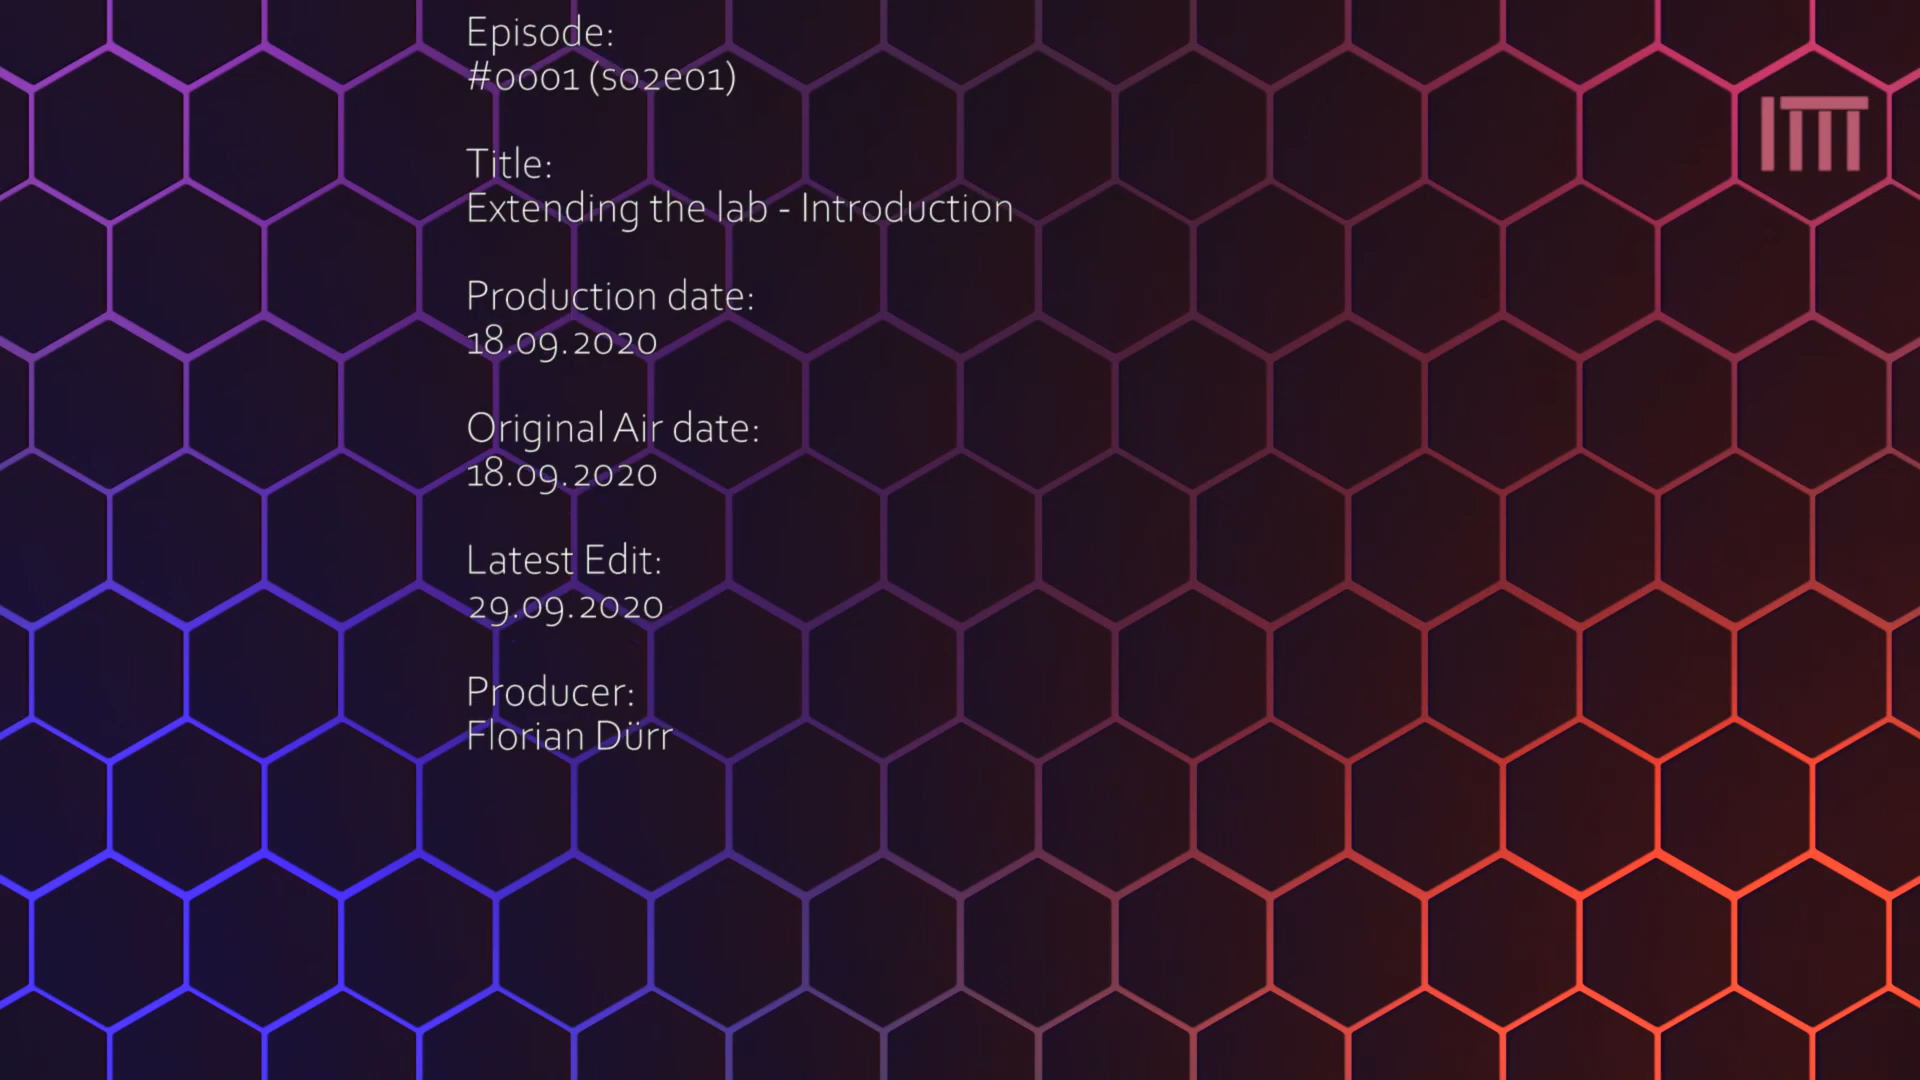 Episode:
#0001 (s02e01)
Title:
Extending the lab - Introduction
Production date:
18.09.2020
Original Air date:
18.09.2020
Latest Edit:
29.09.2020
Producer:
Florian Dürr